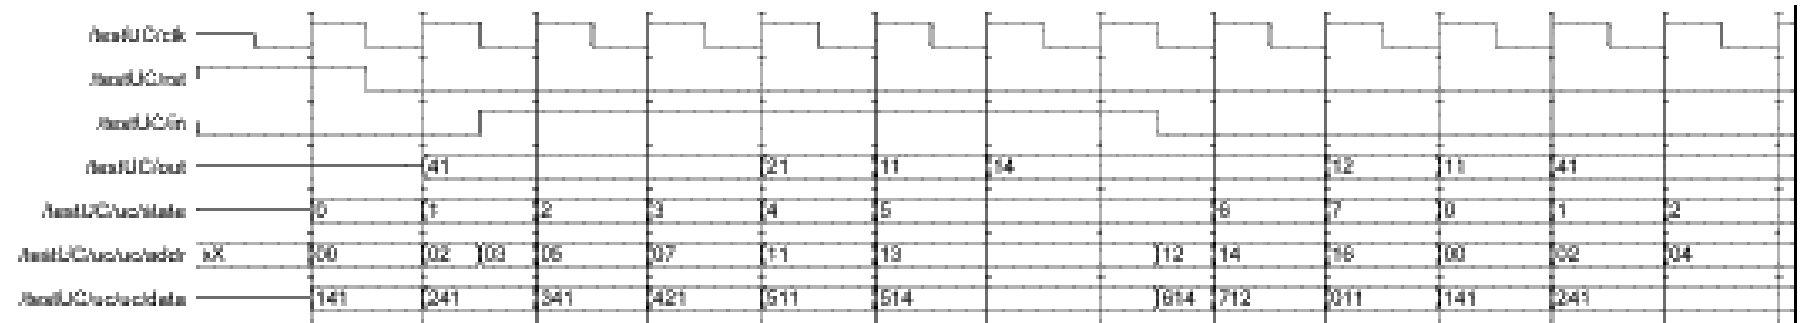 /testUC/clk
/testUC/rst
/testUC/in
/testUC/out 41 21 11 14 12 11 41
/testUC/uc/state 0 1 2 3 4 5 6 7 0 1 2
/testUC/uc/uc/addr xX 00 02 03 05 07 11 13 12 14 16 00 02 04
/testUC/uc/uc/data 141 241 341 421 511 514 614 712 011 141 241